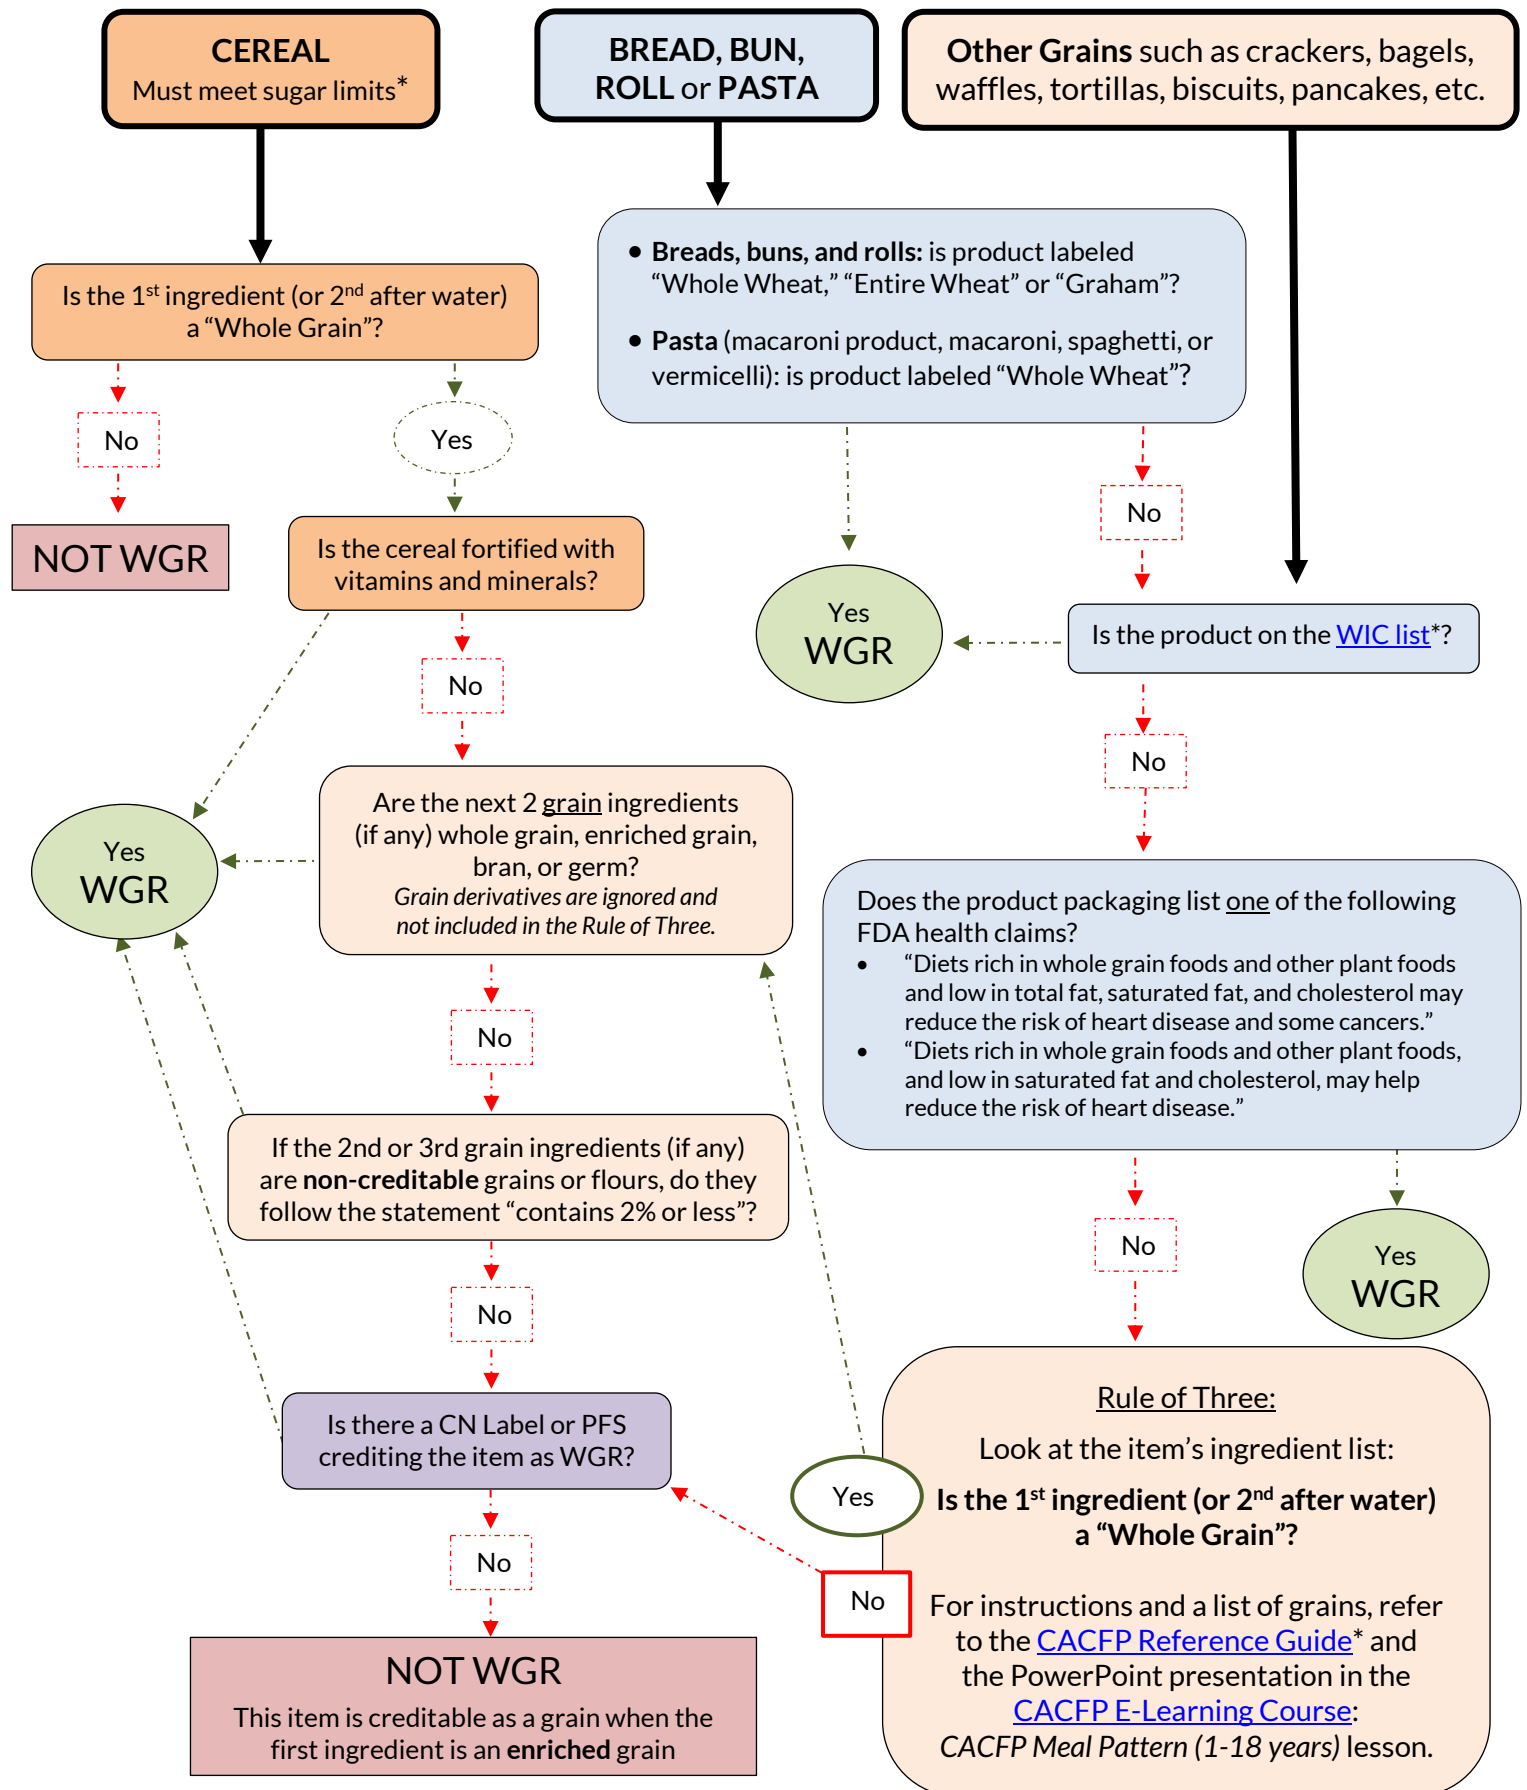 CEREAL
Must meet sugar limits*
BREAD, BUN,
ROLL or PASTA
Other Grains such as crackers, bagels,
waffles, tortillas, biscuits, pancakes, etc.
Is the 1st ingredient (or 2nd after water)
a “Whole Grain”?
No
Yes
NOT WGR
Is the cereal fortified with
vitamins and minerals?
No
• Breads, buns, and rolls: is product labeled
“Whole Wheat,” “Entire Wheat” or “Graham”?
• Pasta (macaroni product, macaroni, spaghetti, or
vermicelli): is product labeled “Whole Wheat”?
No
Yes
WGR
Is the product on the WIC list*?
No
Are the next 2 grain ingredients
(if any) whole grain, enriched grain,
bran, or germ?
Grain derivatives are ignored and
not included in the Rule of Three.
Yes
WGR
No
Does the product packaging list one of the following
FDA health claims?
• “Diets rich in whole grain foods and other plant foods
and low in total fat, saturated fat, and cholesterol may
reduce the risk of heart disease and some cancers.”
• “Diets rich in whole grain foods and other plant foods,
and low in saturated fat and cholesterol, may help
reduce the risk of heart disease.”
If the 2nd or 3rd grain ingredients (if any)
are non-creditable grains or flours, do they
follow the statement “contains 2% or less”?
No
No
Yes
WGR
Is there a CN Label or PFS
crediting the item as WGR?
No
NOT WGR
This item is creditable as a grain when the
first ingredient is an enriched grain
Rule of Three:
Look at the item’s ingredient list:
Is the 1st ingredient (or 2nd after water)
a “Whole Grain”?
Yes
No
For instructions and a list of grains, refer
to the CACFP Reference Guide* and
the PowerPoint presentation in the
CACFP E-Learning Course:
CACFP Meal Pattern (1-18 years) lesson.